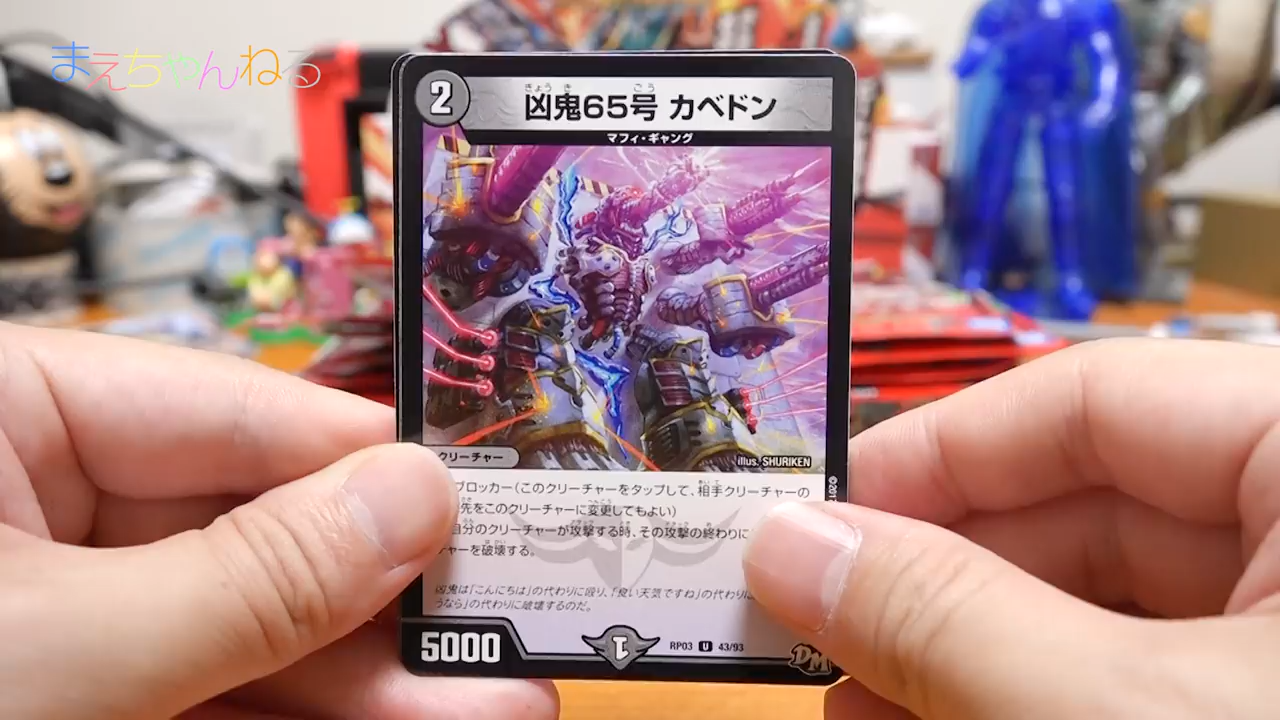 まえちゃんねる
2
きょう き ごう
凶鬼65号 カベドン
マフィ・ギャング
クリーチャー
illus. SHURIKEN
ブロッカー(このクリーチャーをタップして、相手クリーチャーの
先をこのクリーチャーに変更してもよい)
自分のクリーチャーが攻撃する時、その攻撃の終わりに
チャーを破壊する。
凶鬼は「こんにちは」の代わりに殴り、「良い天気ですね」の代わりに
うなら」の代わりに破壊するのだ。
5000
1
RP03 U 43/93
DM